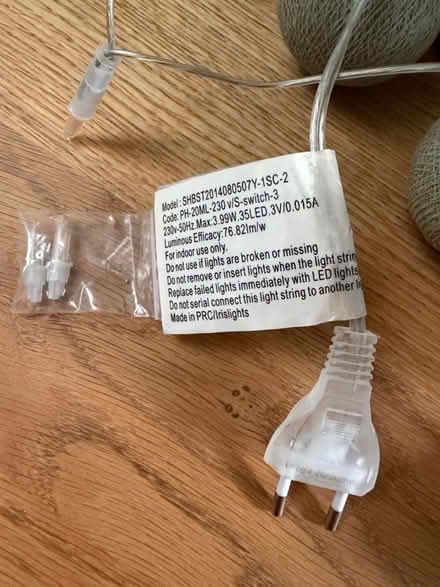 Model: SHBST2014080507Y-1SC-2
Code: PH-20ML-230 v/S-switch-3
230v-50Hz.Max:3.99W.35LED.3V/0.015A
Luminous Efficacy:76.82lm/w
For indoor use only.
Do not use if lights are broken or missing
Do not remove or insert lights when the light strin
Replace failed lights immediately with LED lights
Do not serial connect this light string to another
Made in PRC/Irislights